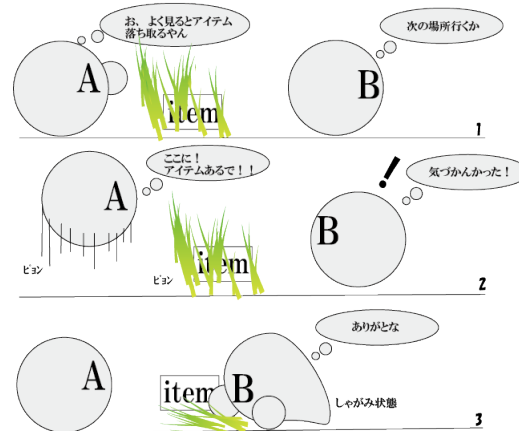 お、よく見るとアイテム
落ち取るやん
次の場所行くか
A
item
B
1
ここに！
アイテムあるで！！
気づかんかった！
!
A
B
item
ピョン
ピョン
2
ありがとな
A
item
B
しゃがみ状態
3